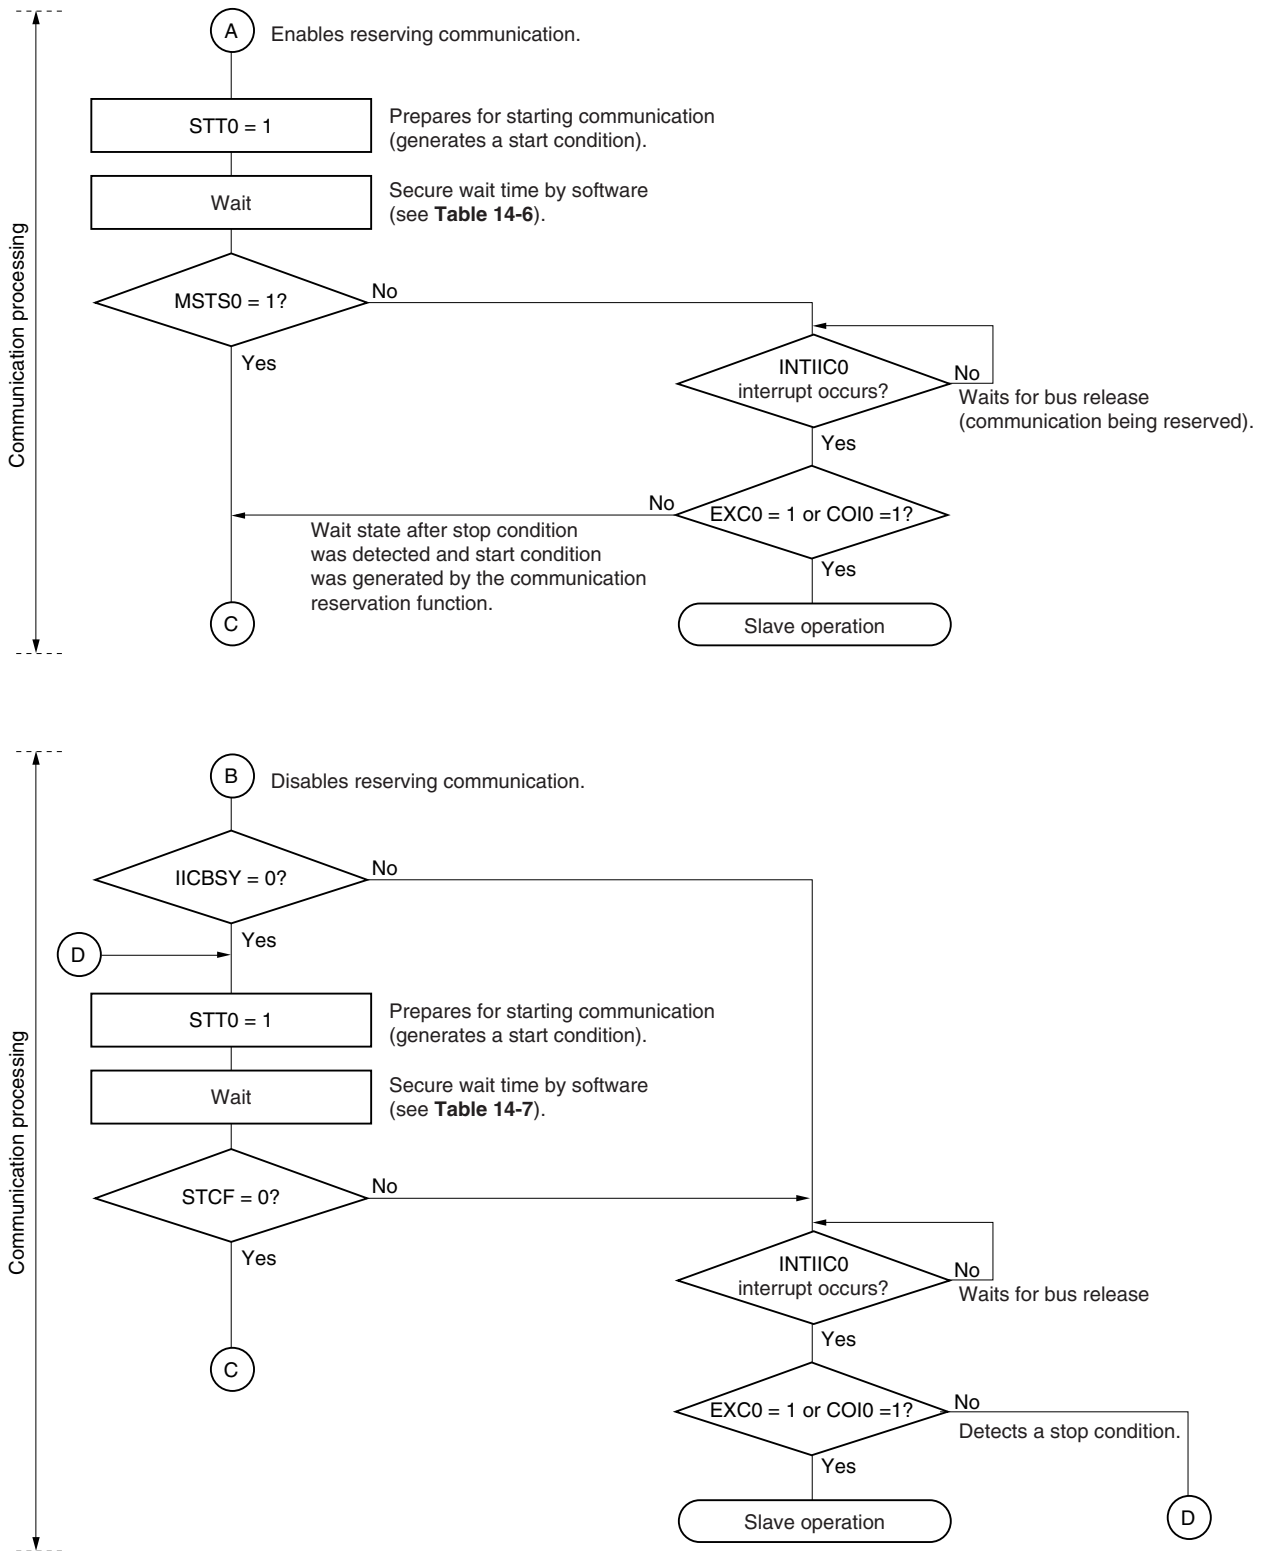 A
Enables reserving communication.
STT0 = 1
Prepares for starting communication
(generates a start condition).
Wait
Secure wait time by software
(see Table 14-6).
MSTS0 = 1?
No
Yes
INTIIC0
interrupt occurs?
No
Waits for bus release
(communication being reserved).
Yes
EXC0 = 1 or COI0 =1?
No
Wait state after stop condition
was detected and start condition
was generated by the communication
reservation function.
Yes
C
Slave operation
Communication processing
B
Disables reserving communication.
IICBSY = 0?
No
Yes
D
STT0 = 1
Prepares for starting communication
(generates a start condition).
Wait
Secure wait time by software
(see Table 14-7).
STCF = 0?
No
Yes
INTIIC0
interrupt occurs?
No
Waits for bus release
Yes
C
EXC0 = 1 or COI0 =1?
No
Detects a stop condition.
Yes
Slave operation
D
Communication processing